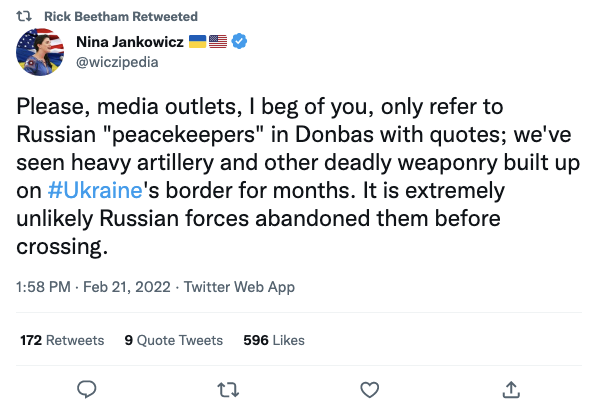 Rick Beetham Retweeted
Nina Jankowicz 🇺🇦🇺🇸
@wiczipedia
Please, media outlets, I beg of you, only refer to
Russian "peacekeepers" in Donbas with quotes; we've
seen heavy artillery and other deadly weaponry built up
on #Ukraine's border for months. It is extremely
unlikely Russian forces abandoned them before
crossing.
1:58 PM · Feb 21, 2022 · Twitter Web App
172 Retweets 9 Quote Tweets 596 Likes